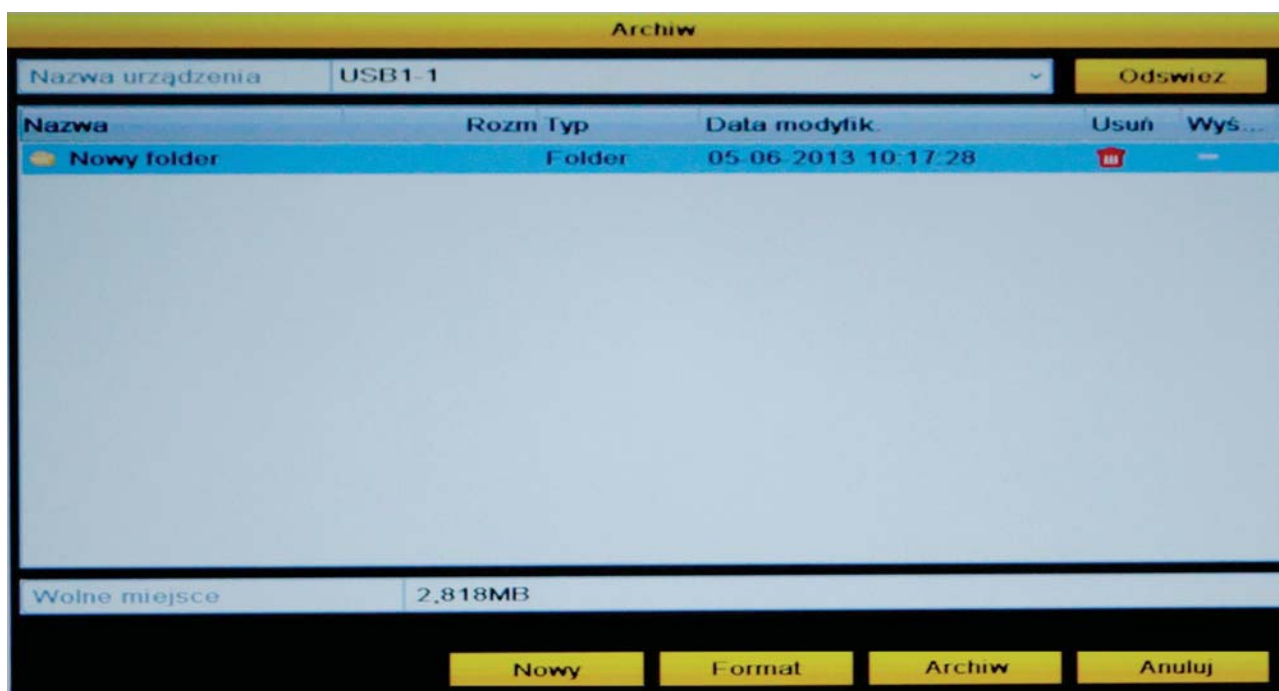 Archiw
Nazwa urządzenia USB1-1 Odswiez
Nazwa Rozm Typ Data modyfik. Usuń Wyś...
Nowy folder Folder 05-06-2013 10:17:28
Wolne miejsce 2,818MB
Nowy Format Archiw Anuluj